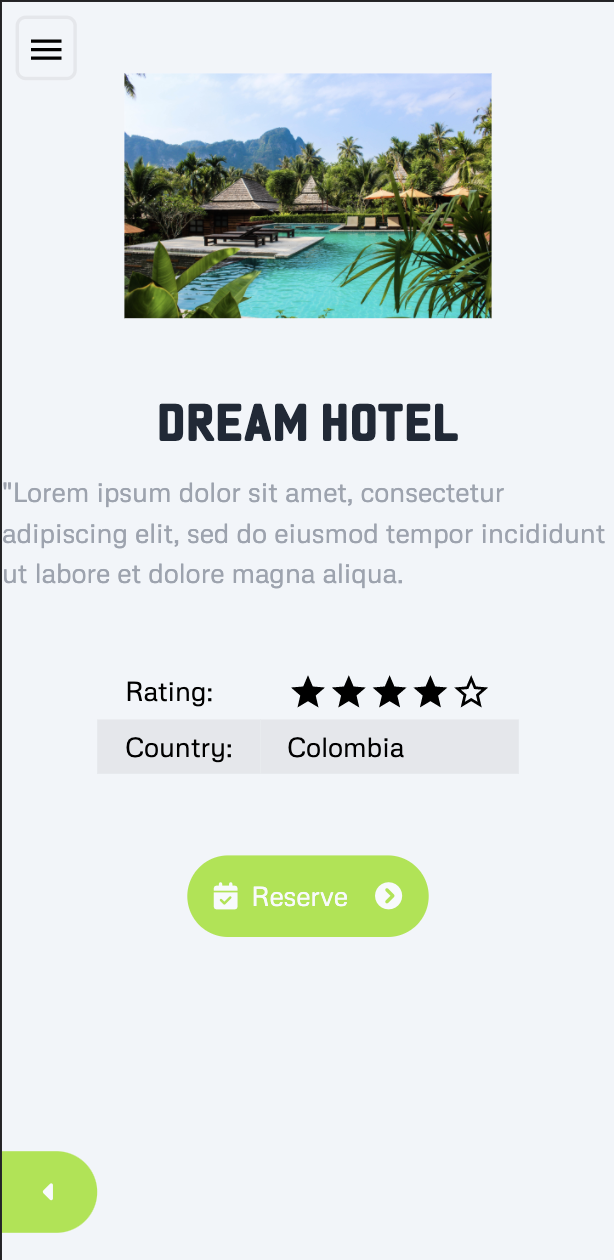 DREAM HOTEL
"Lorem ipsum dolor sit amet, consectetur
adipiscing elit, sed do eiusmod tempor incididunt
ut labore et dolore magna aliqua.
Rating:
Country: Colombia
Reserve